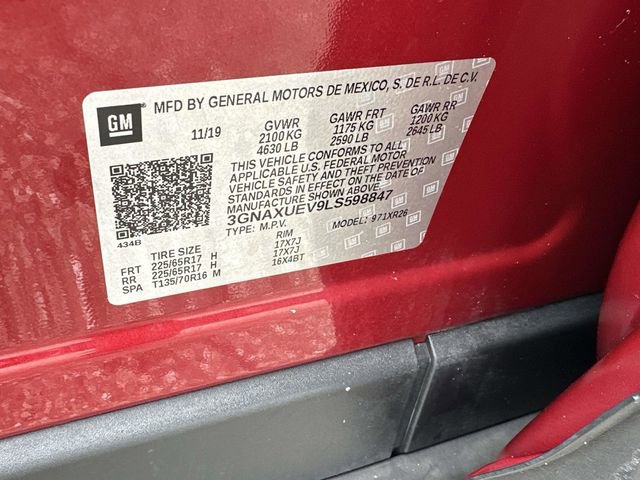 GM MFD BY GENERAL MOTORS DE MEXICO, S. DE R.L. DE C.V.
11/19 GVWR GAWR FRT GAWR RR
2100 KG 1175 KG 1200 KG
4630 LB 2590 LB 2645 LB
THIS VEHICLE CONFORMS TO ALL
APPLICABLE U.S. FEDERAL MOTOR
VEHICLE SAFETY AND THEFT PREVENTION
STANDARDS IN EFFECT ON THE DATE OF
MANUFACTURE SHOWN ABOVE.
3GNAXUEV9LS598847
434B TYPE: M.P.V. MODEL: 971XR26
TIRE SIZE RIM
FRT 225/65R17 H 17X7J
RR 225/65R17 H 17X7J
SPA T135/70R16 M 16X4BT